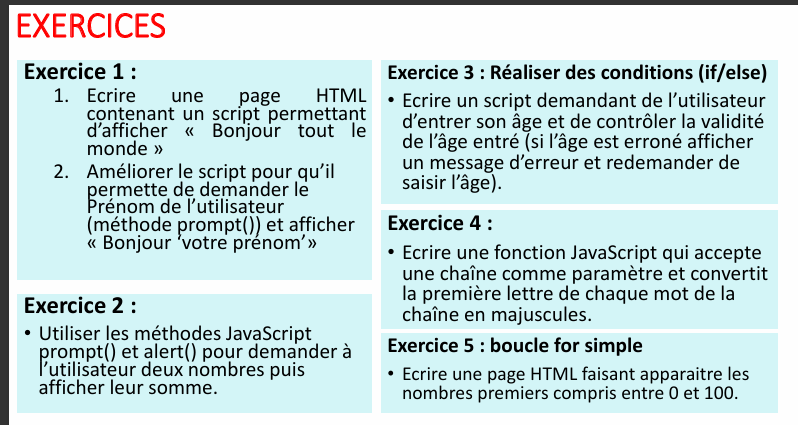 EXERCICES
Exercice 1 :
1. Ecrire une page HTML
contenant un script permettant
d'afficher « Bonjour tout le
monde »
2. Améliorer le script pour qu'il
permette de demander le
Prénom de l'utilisateur
(méthode prompt()) et afficher
« Bonjour 'votre prénom'»
Exercice 2 :
• Utiliser les méthodes JavaScript
prompt() et alert() pour demander à
l'utilisateur deux nombres puis
afficher leur somme.
Exercice 3 : Réaliser des conditions (if/else)
• Ecrire un script demandant de l'utilisateur
d'entrer son âge et de contrôler la validité
de l'âge entré (si l'âge est erroné afficher
un message d'erreur et redemander de
saisir l'âge).
Exercice 4 :
• Ecrire une fonction JavaScript qui accepte
une chaîne comme paramètre et convertit
la première lettre de chaque mot de la
chaîne en majuscules.
Exercice 5 : boucle for simple
• Ecrire une page HTML faisant apparaitre les
nombres premiers compris entre 0 et 100.